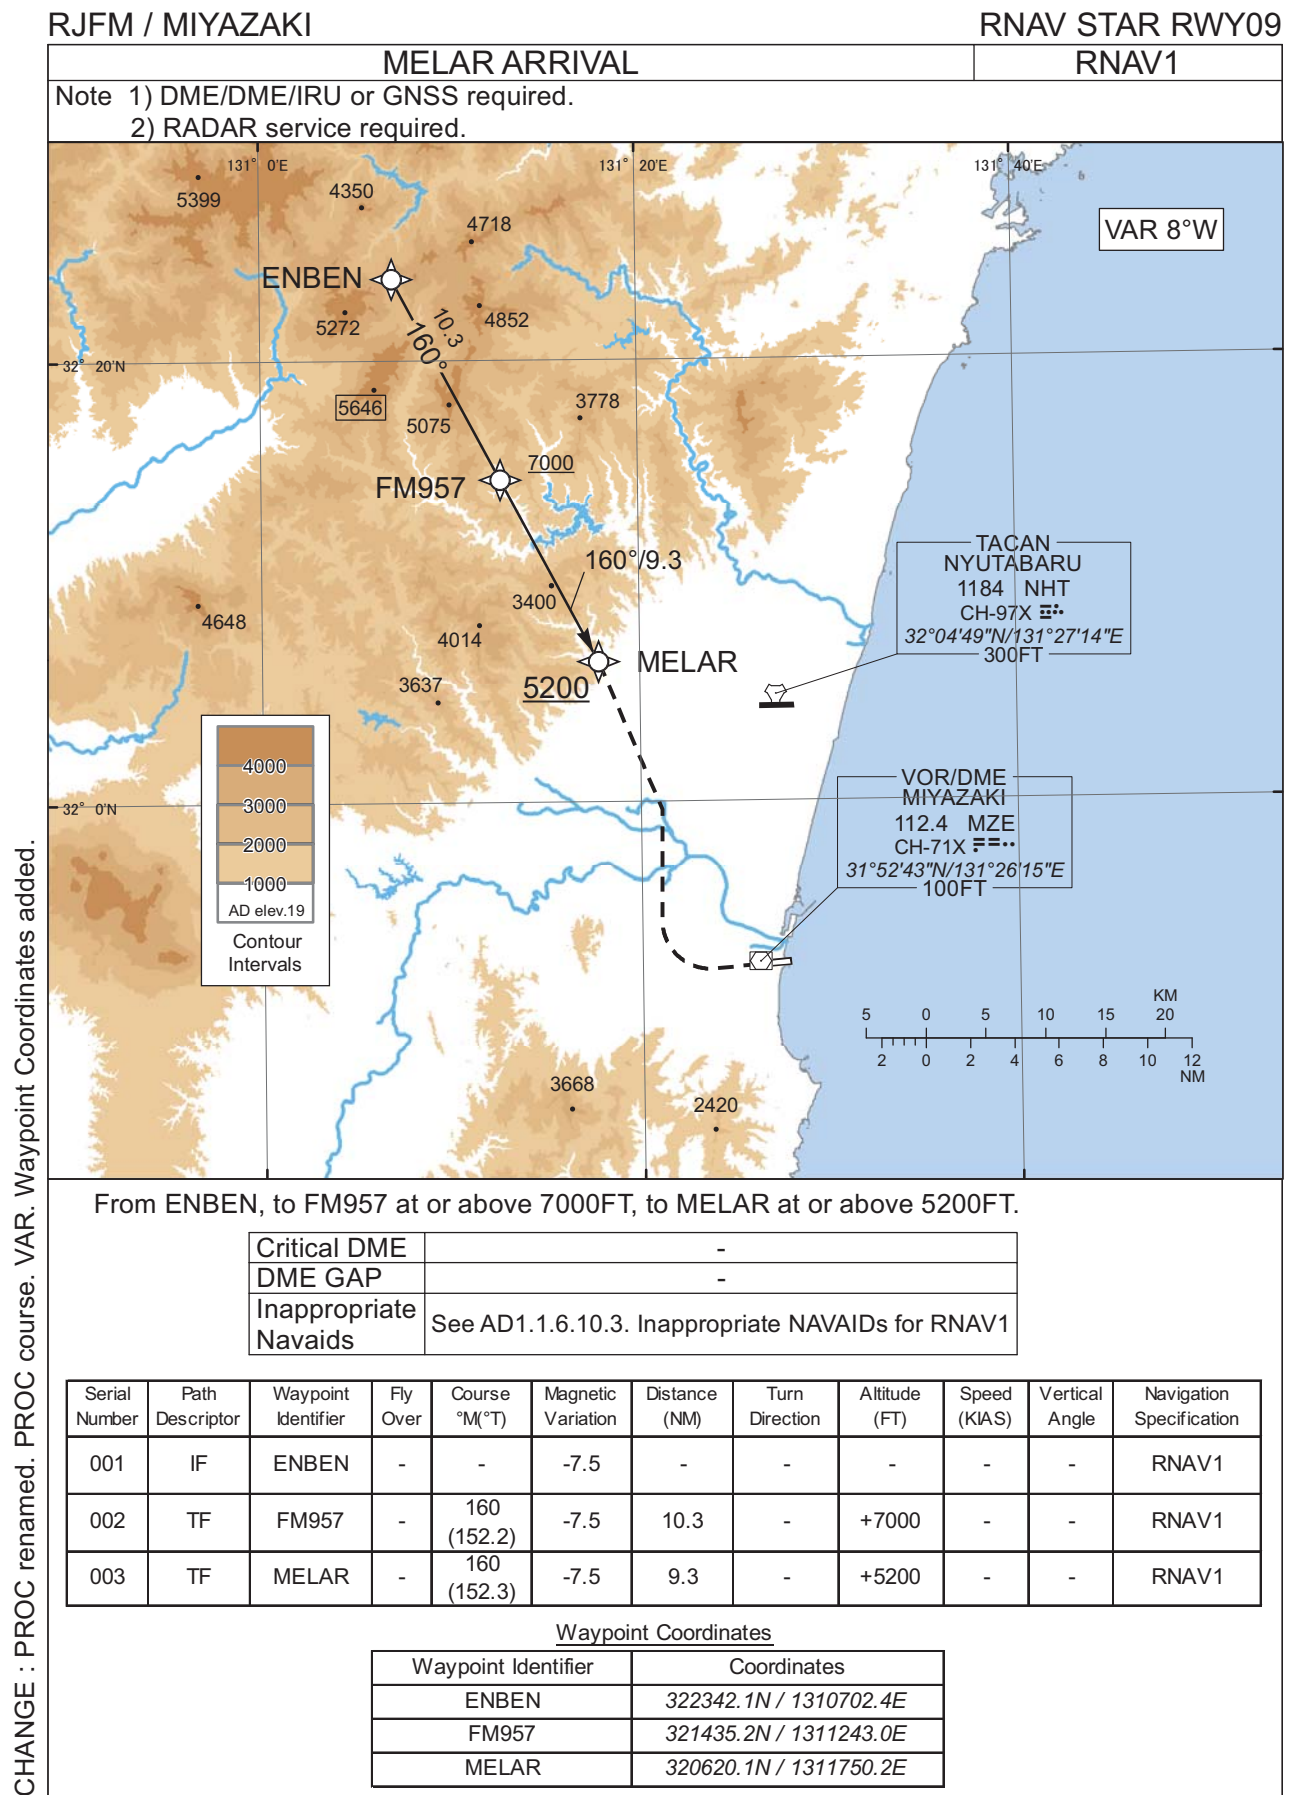 RJFM / MIYAZAKI
RNAV STAR RWY09
MELAR ARRIVAL
RNAV1
Note 1) DME/DME/IRU or GNSS required.
2) RADAR service required.
131° 0'E
131° 20'E
131° 40'E
5399
4350
4718
VAR 8°W
ENBEN
5272
4852
10.3
160°
32° 20'N
5646
5075
3778
7000
FM957
160°/9.3
3400
4648
4014
MELAR
5200
3637
TACAN
NYUTABARU
1184 NHT
CH-97X
32°04'49"N/131°27'14"E
300FT
4000
3000
2000
1000
AD elev.19
Contour
Intervals
32° 0'N
VOR/DME
MIYAZAKI
112.4 MZE
CH-71X
31°52'43"N/131°26'15"E
100FT
KM
5 0 5 10 15 20
2 0 2 4 6 8 10 12
NM
3668
2420
From ENBEN, to FM957 at or above 7000FT, to MELAR at or above 5200FT.
Critical DME -
DME GAP -
Inappropriate
Navaids
See AD1.1.6.10.3. Inappropriate NAVAIDs for RNAV1
Serial Number Path Descriptor Waypoint Identifier Fly Over Course °M(°T) Magnetic Variation Distance (NM) Turn Direction Altitude (FT) Speed (KIAS) Vertical Angle Navigation Specification
001 IF ENBEN - - -7.5 - - - - - RNAV1
002 TF FM957 - 160 (152.2) -7.5 10.3 - +7000 - - RNAV1
003 TF MELAR - 160 (152.3) -7.5 9.3 - +5200 - - RNAV1
Waypoint Coordinates
Waypoint Identifier Coordinates
ENBEN 322342.1N / 1310702.4E
FM957 321435.2N / 1311243.0E
MELAR 320620.1N / 1311750.2E
CHANGE : PROC renamed. PROC course. VAR. Waypoint Coordinates added.